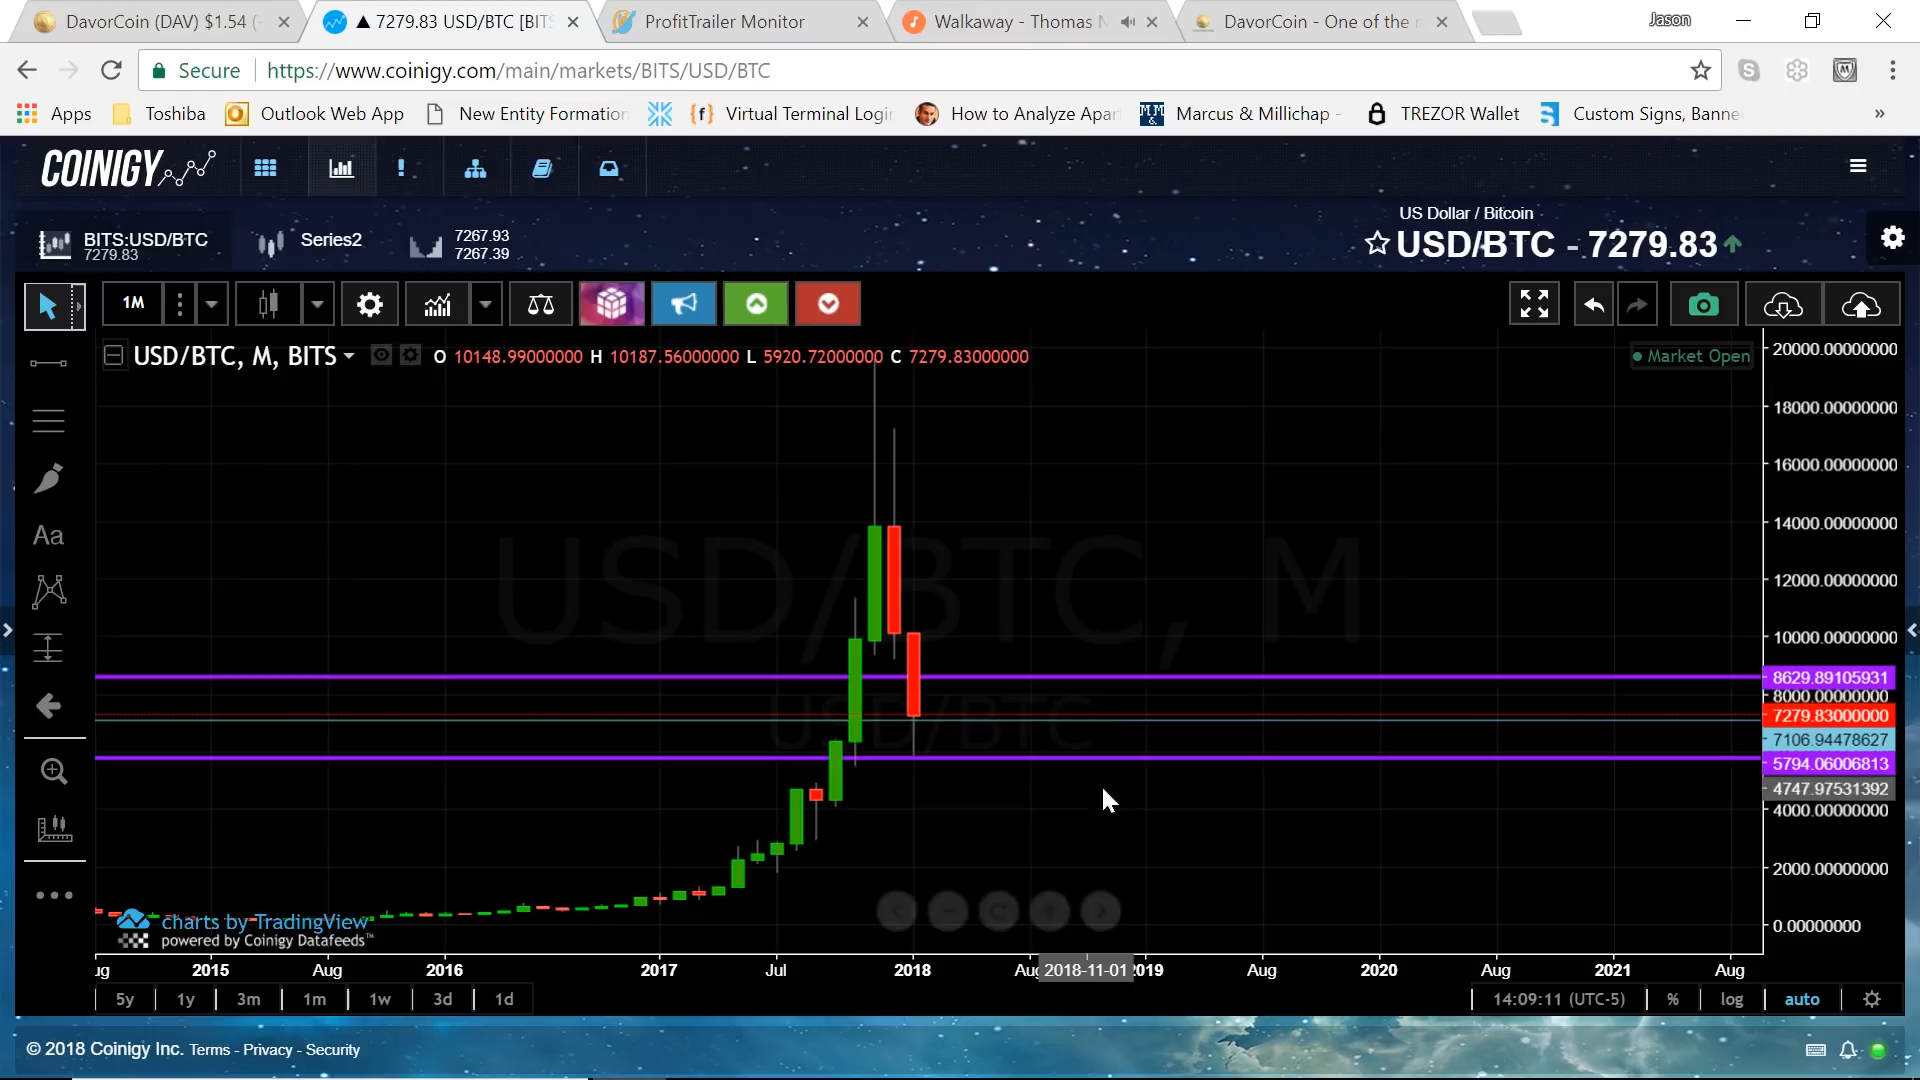 DavorCoin (DAV) $1.54 (-
▲ 7279.83 USD/BTC [BITS
ProfitTrailer Monitor
Walkaway - Thomas N
DavorCoin - One of the
Jason
Secure
https://www.coinigy.com/main/markets/BITS/USD/BTC
Apps
Toshiba
Outlook Web App
New Entity Formation
{f}
Virtual Terminal Login
How to Analyze Apar
Marcus & Millichap -
TREZOR Wallet
Custom Signs, Banne
»
COINIGY
BITS:USD/BTC
7279.83
Series2
7267.93
7267.39
US Dollar / Bitcoin
USD/BTC - 7279.83
1M
USD/BTC, M, BITS
O 10148.99000000 H 10187.56000000 L 5920.72000000 C 7279.83000000
Market Open
Aa
USD/BTC, M
USD/BTC
20000.00000000
18000.00000000
16000.00000000
14000.00000000
12000.00000000
10000.00000000
8629.89105931
8000.00000000
7279.83000000
7106.94478627
5794.06006813
4747.97531392
4000.00000000
2000.00000000
0.00000000
charts by TradingView
powered by Coinigy Datafeeds™
ug
2015
Aug
2016
2017
Jul
2018
Aug
2018-11-01
2019
Aug
2020
Aug
2021
Aug
5y
1y
3m
1m
1w
3d
1d
14:09:11 (UTC-5)
%
log
auto
© 2018 Coinigy Inc. Terms - Privacy - Security